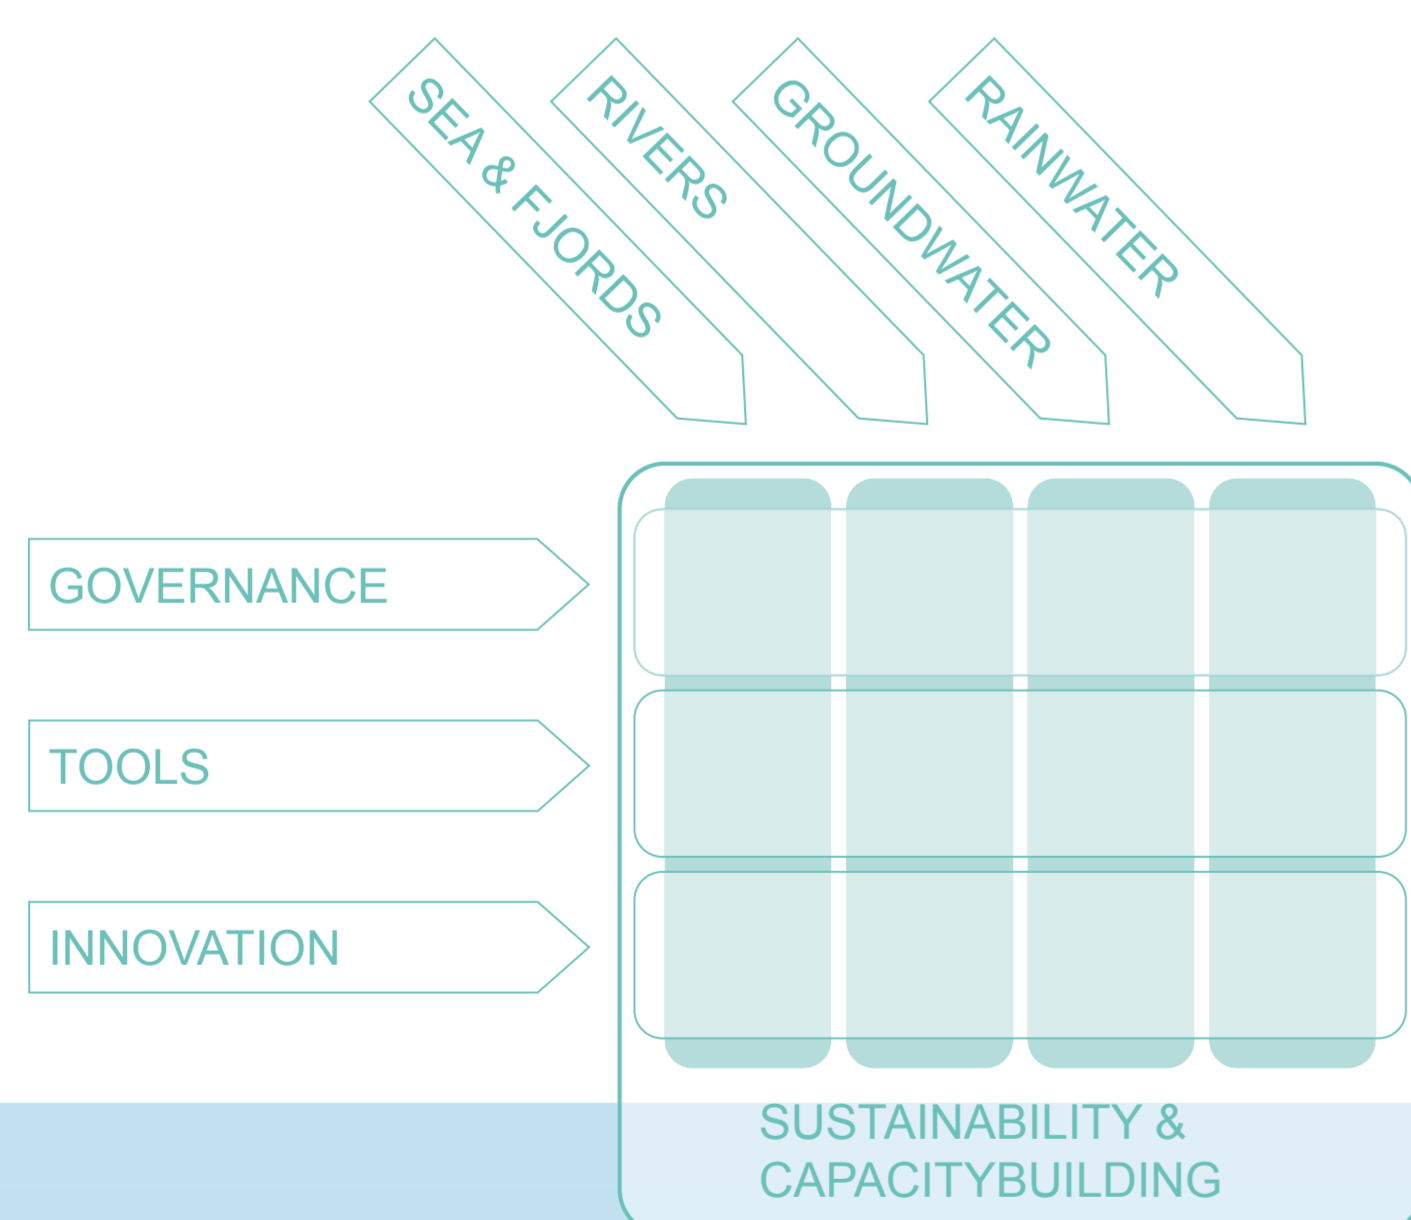 SEA & FJORDS
RIVERS
GROUNDWATER
RAINWATER
GOVERNANCE
TOOLS
INNOVATION
SUSTAINABILITY &
CAPACITYBUILDING